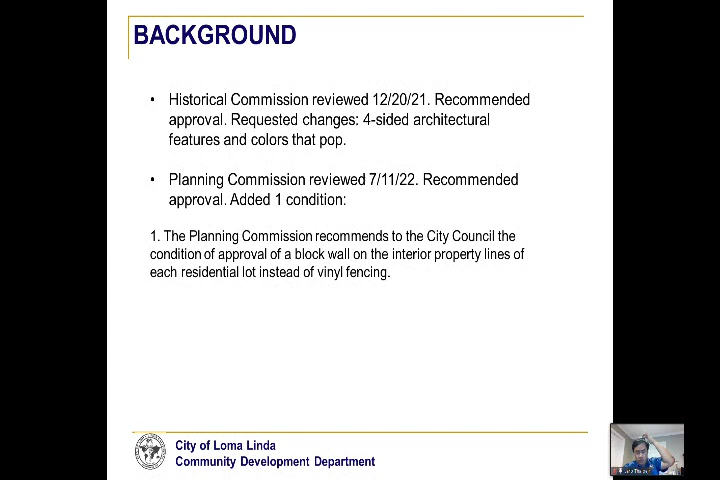 BACKGROUND
• Historical Commission reviewed 12/20/21. Recommended
approval. Requested changes: 4-sided architectural
features and colors that pop.
• Planning Commission reviewed 7/11/22. Recommended
approval. Added 1 condition:
1. The Planning Commission recommends to the City Council the
condition of approval of a block wall on the interior property lines of
each residential lot instead of vinyl fencing.
City of Loma Linda
Community Development Department